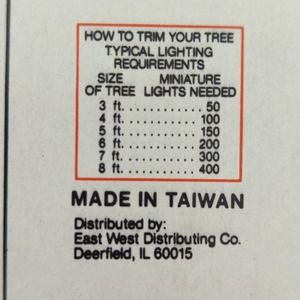 HOW TO TRIM YOUR TREE
TYPICAL LIGHTING
REQUIREMENTS
SIZE MINIATURE
OF TREE LIGHTS NEEDED
3 ft. . . . . . . . . . . 50
4 ft. . . . . . . . . . . 100
5 ft. . . . . . . . . . . 150
6 ft. . . . . . . . . . . 200
7 ft. . . . . . . . . . . 300
8 ft. . . . . . . . . . . 400
MADE IN TAIWAN
Distributed by:
East West Distributing Co.
Deerfield, IL 60015